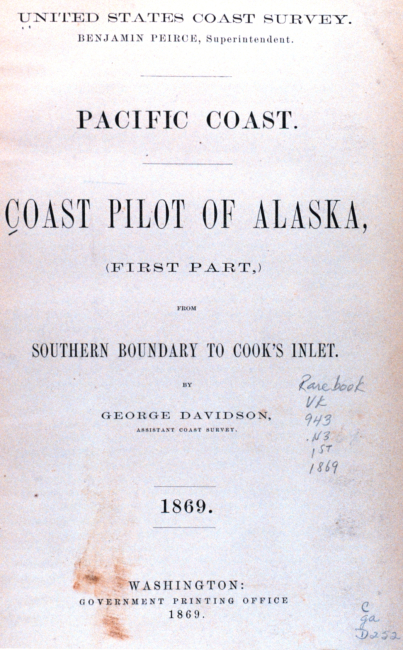 UNITED STATES COAST SURVEY.
BENJAMIN PEIRCE, Superintendent.
PACIFIC COAST.
COAST PILOT OF ALASKA,
(FIRST PART,)
FROM
SOUTHERN BOUNDARY TO COOK'S INLET.
BY
GEORGE DAVIDSON,
ASSISTANT COAST SURVEY.
Rarebook
VK
943
.N3
1ST
1869
1869.
WASHINGTON:
GOVERNMENT PRINTING OFFICE
1869.
C
ga
D252